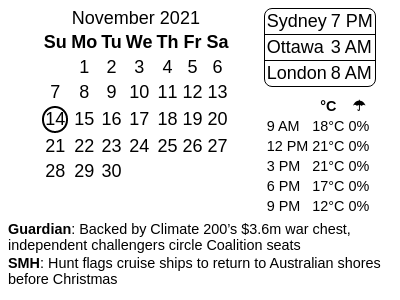 November 2021
Su Mo Tu We Th Fr Sa
1 2 3 4 5 6
7 8 9 10 11 12 13
14 15 16 17 18 19 20
21 22 23 24 25 26 27
28 29 30
Sydney 7 PM
Ottawa 3 AM
London 8 AM
°C ☂
9 AM 18°C 0%
12 PM 21°C 0%
3 PM 21°C 0%
6 PM 17°C 0%
9 PM 12°C 0%
Guardian: Backed by Climate 200’s $3.6m war chest,
independent challengers circle Coalition seats
SMH: Hunt flags cruise ships to return to Australian shores
before Christmas